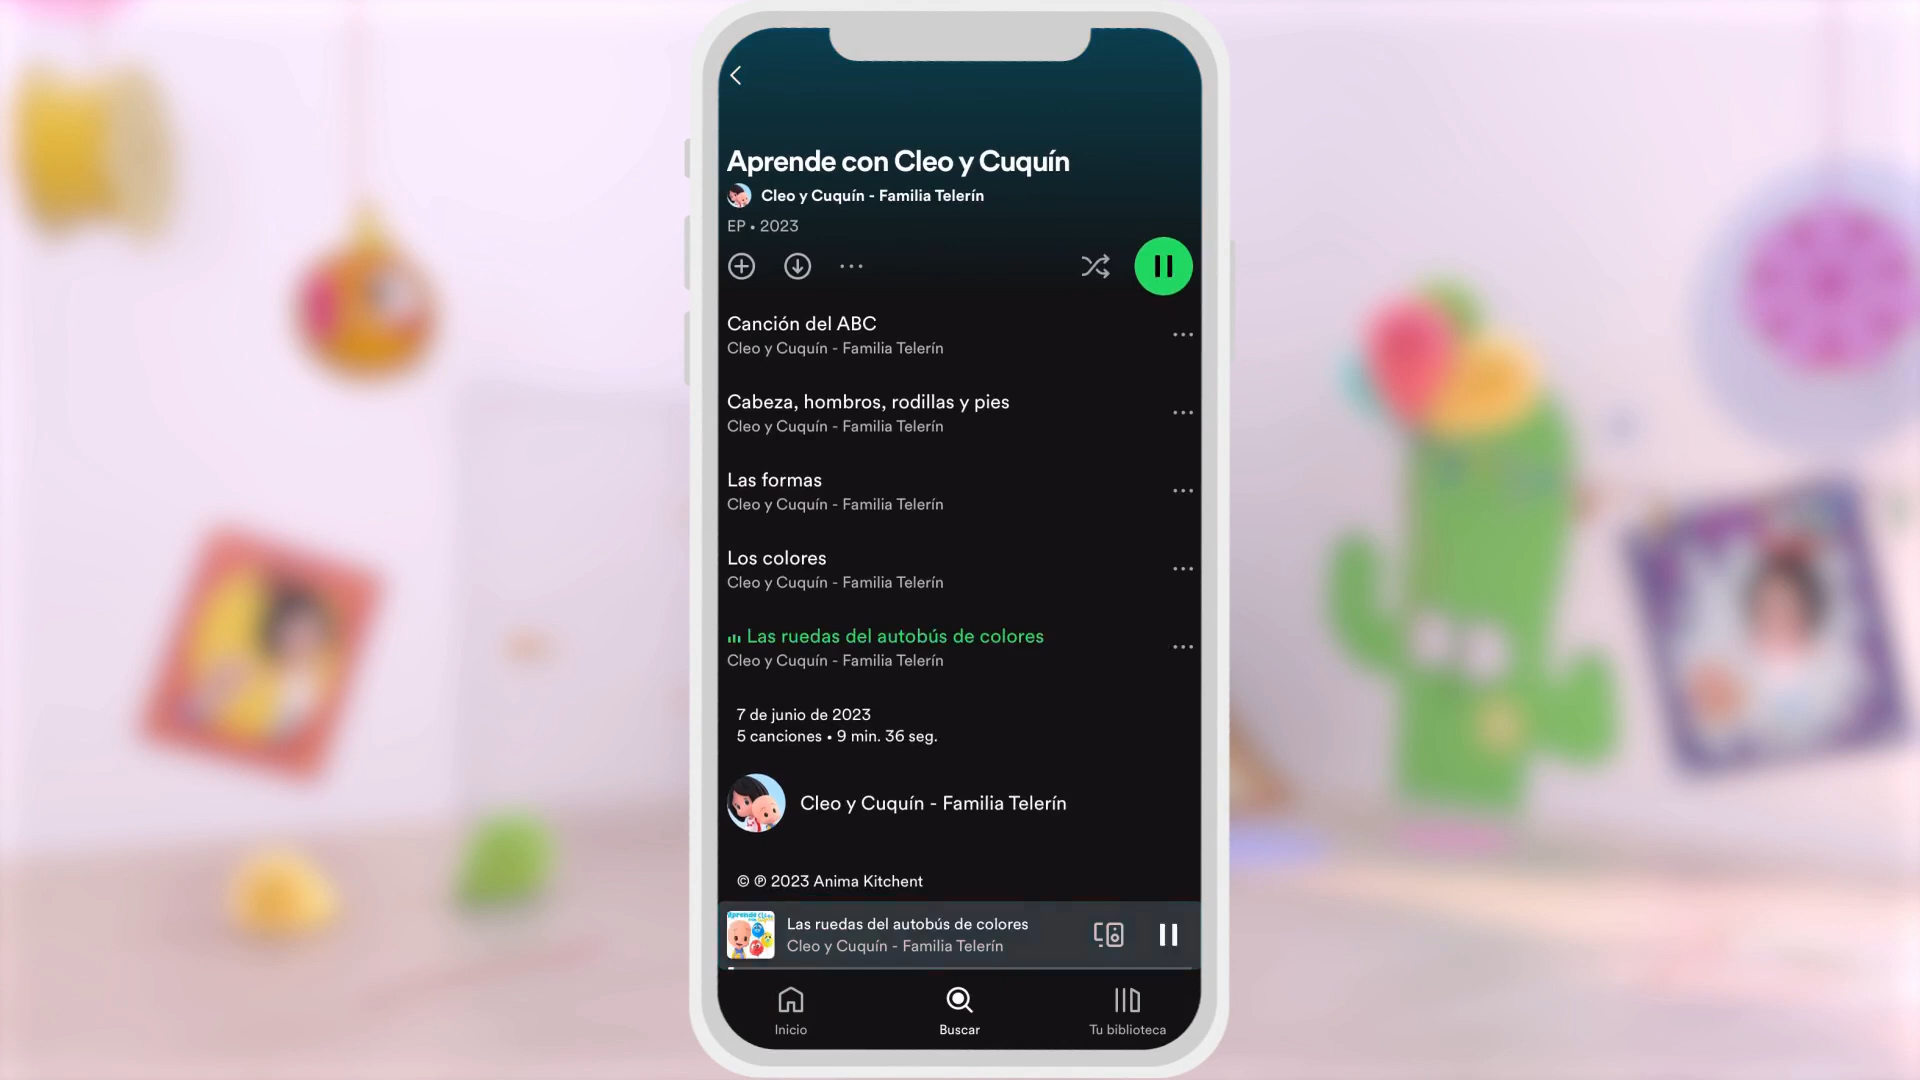 Aprende con Cleo y Cuquín
Cleo y Cuquín - Familia Telerín
EP • 2023
Canción del ABC
Cleo y Cuquín - Familia Telerín
Cabeza, hombros, rodillas y pies
Cleo y Cuquín - Familia Telerín
Las formas
Cleo y Cuquín - Familia Telerín
Los colores
Cleo y Cuquín - Familia Telerín
Las ruedas del autobús de colores
Cleo y Cuquín - Familia Telerín
7 de junio de 2023
5 canciones • 9 min. 36 seg.
Cleo y Cuquín - Familia Telerín
© ℗ 2023 Anima Kitchent
Aprende
Las ruedas del autobús de colores
Cleo y Cuquín - Familia Telerín
Inicio
Buscar
Tu biblioteca